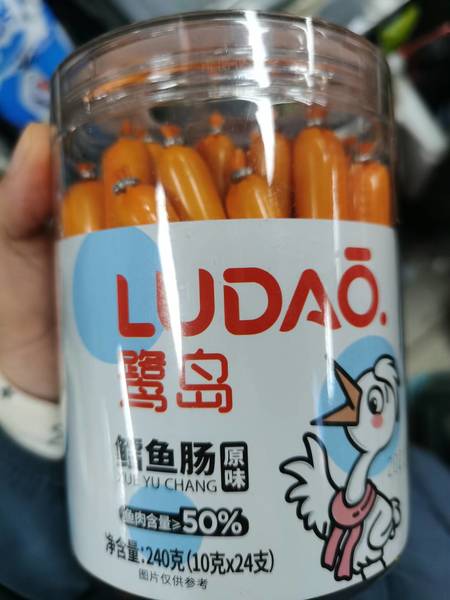 LUDAO.
鹭岛
鳕鱼肠 原味
XUE YU CHANG
鱼肉含量≥50%
净含量:240克(10克x24支)
图片仅供参考